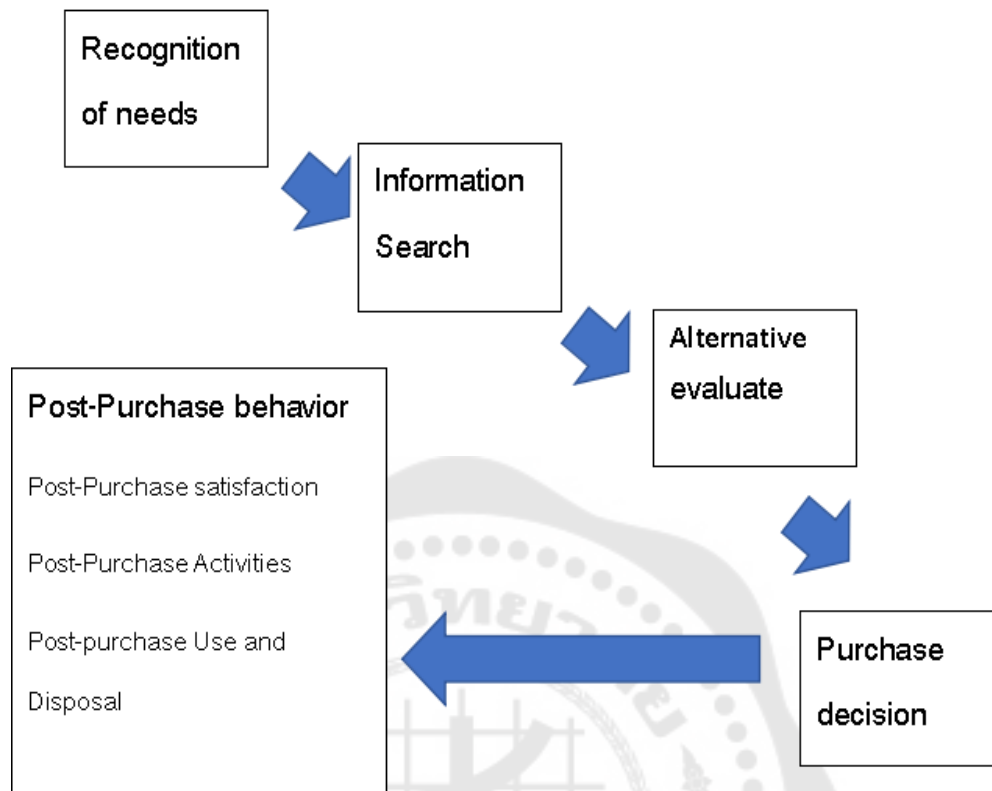 Recognition
of needs
Information
Search
Alternative
evaluate
Purchase
decision
Post-Purchase behavior
Post-Purchase satisfaction
Post-Purchase Activities
Post-purchase Use and
Disposal